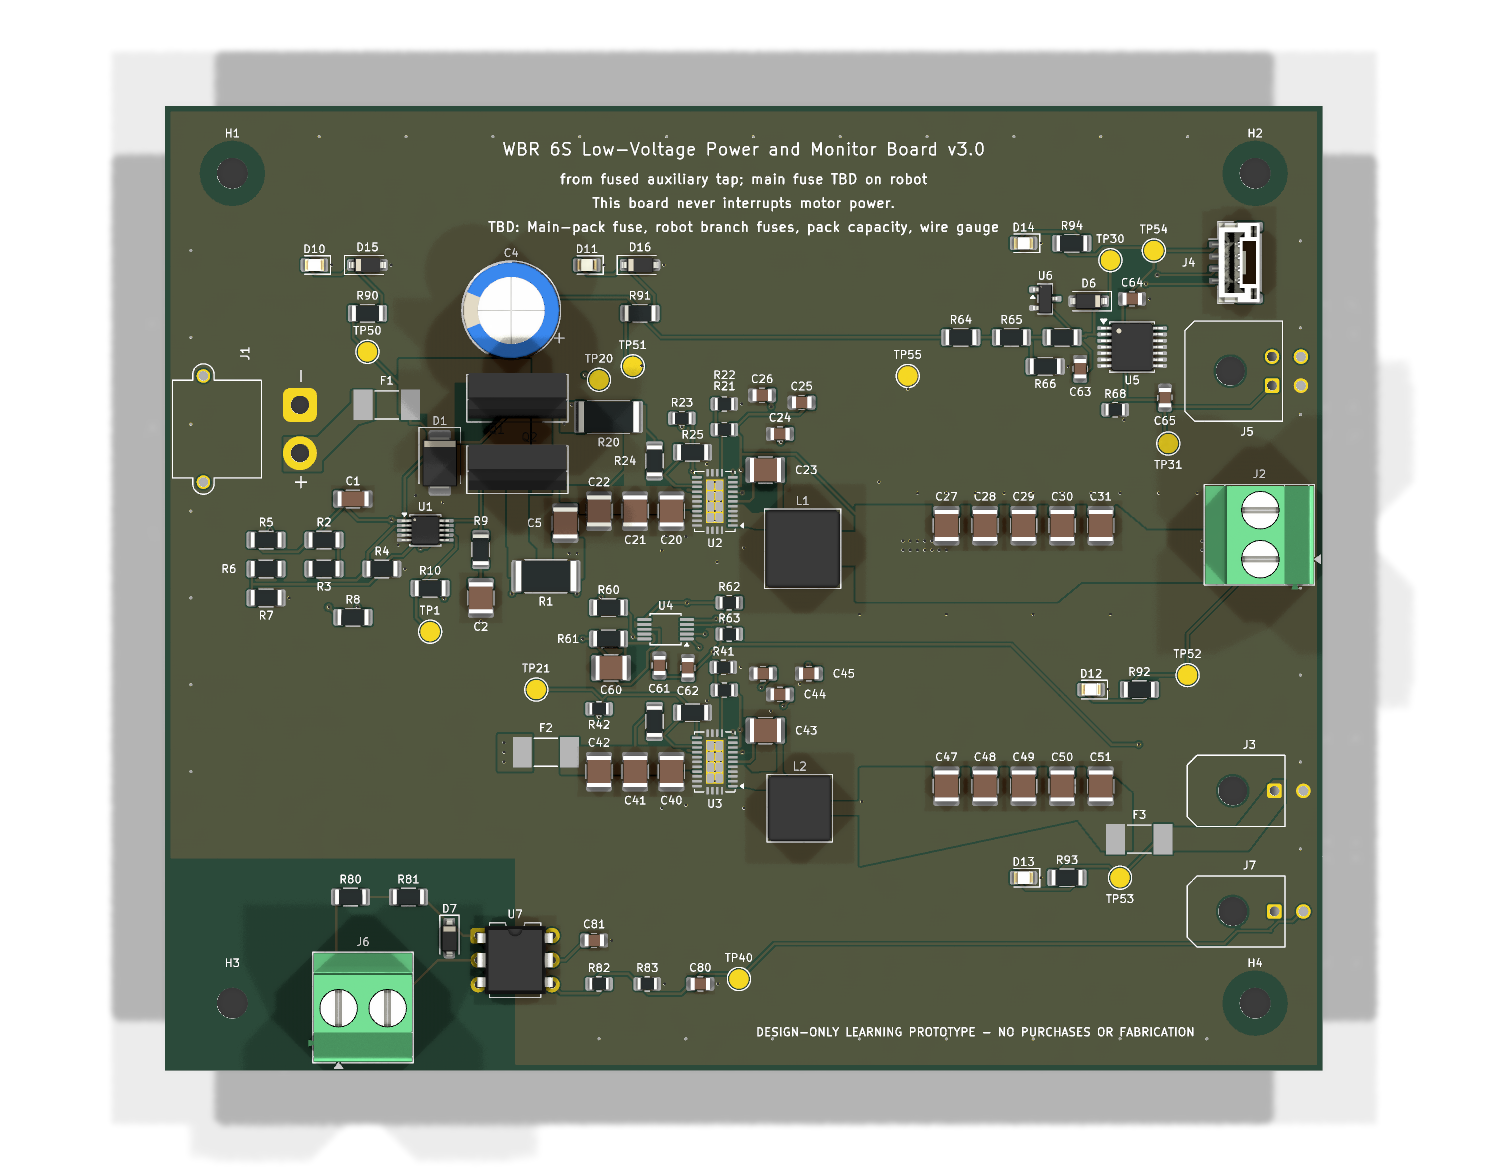 H1
H2
WBR 6S Low-Voltage Power and Monitor Board v3.0
from fused auxiliary tap; main fuse TBD on robot
This board never interrupts motor power.
TBD: Main-pack fuse, robot branch fuses, pack capacity, wire gauge
D14
R94
TP30
TP54
D10
D15
C4
D11
D16
J4
U6
D6
C64
R90
R91
+
R64
R65
TP50
TP51
J1
TP20
TP55
R66
C63
U5
F1
R22
R21
C26
C25
R68
C65
R23
C24
J5
D1
R20
R25
R24
TP31
C23
J2
+
C1
C22
L1
C27
C28
C29
C30
C31
U1
R5
R2
R9
C5
C21
C20
U2
R4
R6
R3
R10
R7
R8
TP1
C2
R1
R60
R62
U4
R63
R61
R41
TP21
C61
C62
C60
C45
C44
TP52
D12
R92
R42
F2
C42
C43
C41
C40
U3
L2
C47
C48
C49
C50
C51
J3
F3
D13
R93
TP53
J7
R80
R81
D7
U7
C81
J6
TP40
H3
R82
R83
C80
H4
DESIGN-ONLY LEARNING PROTOTYPE - NO PURCHASES OR FABRICATION